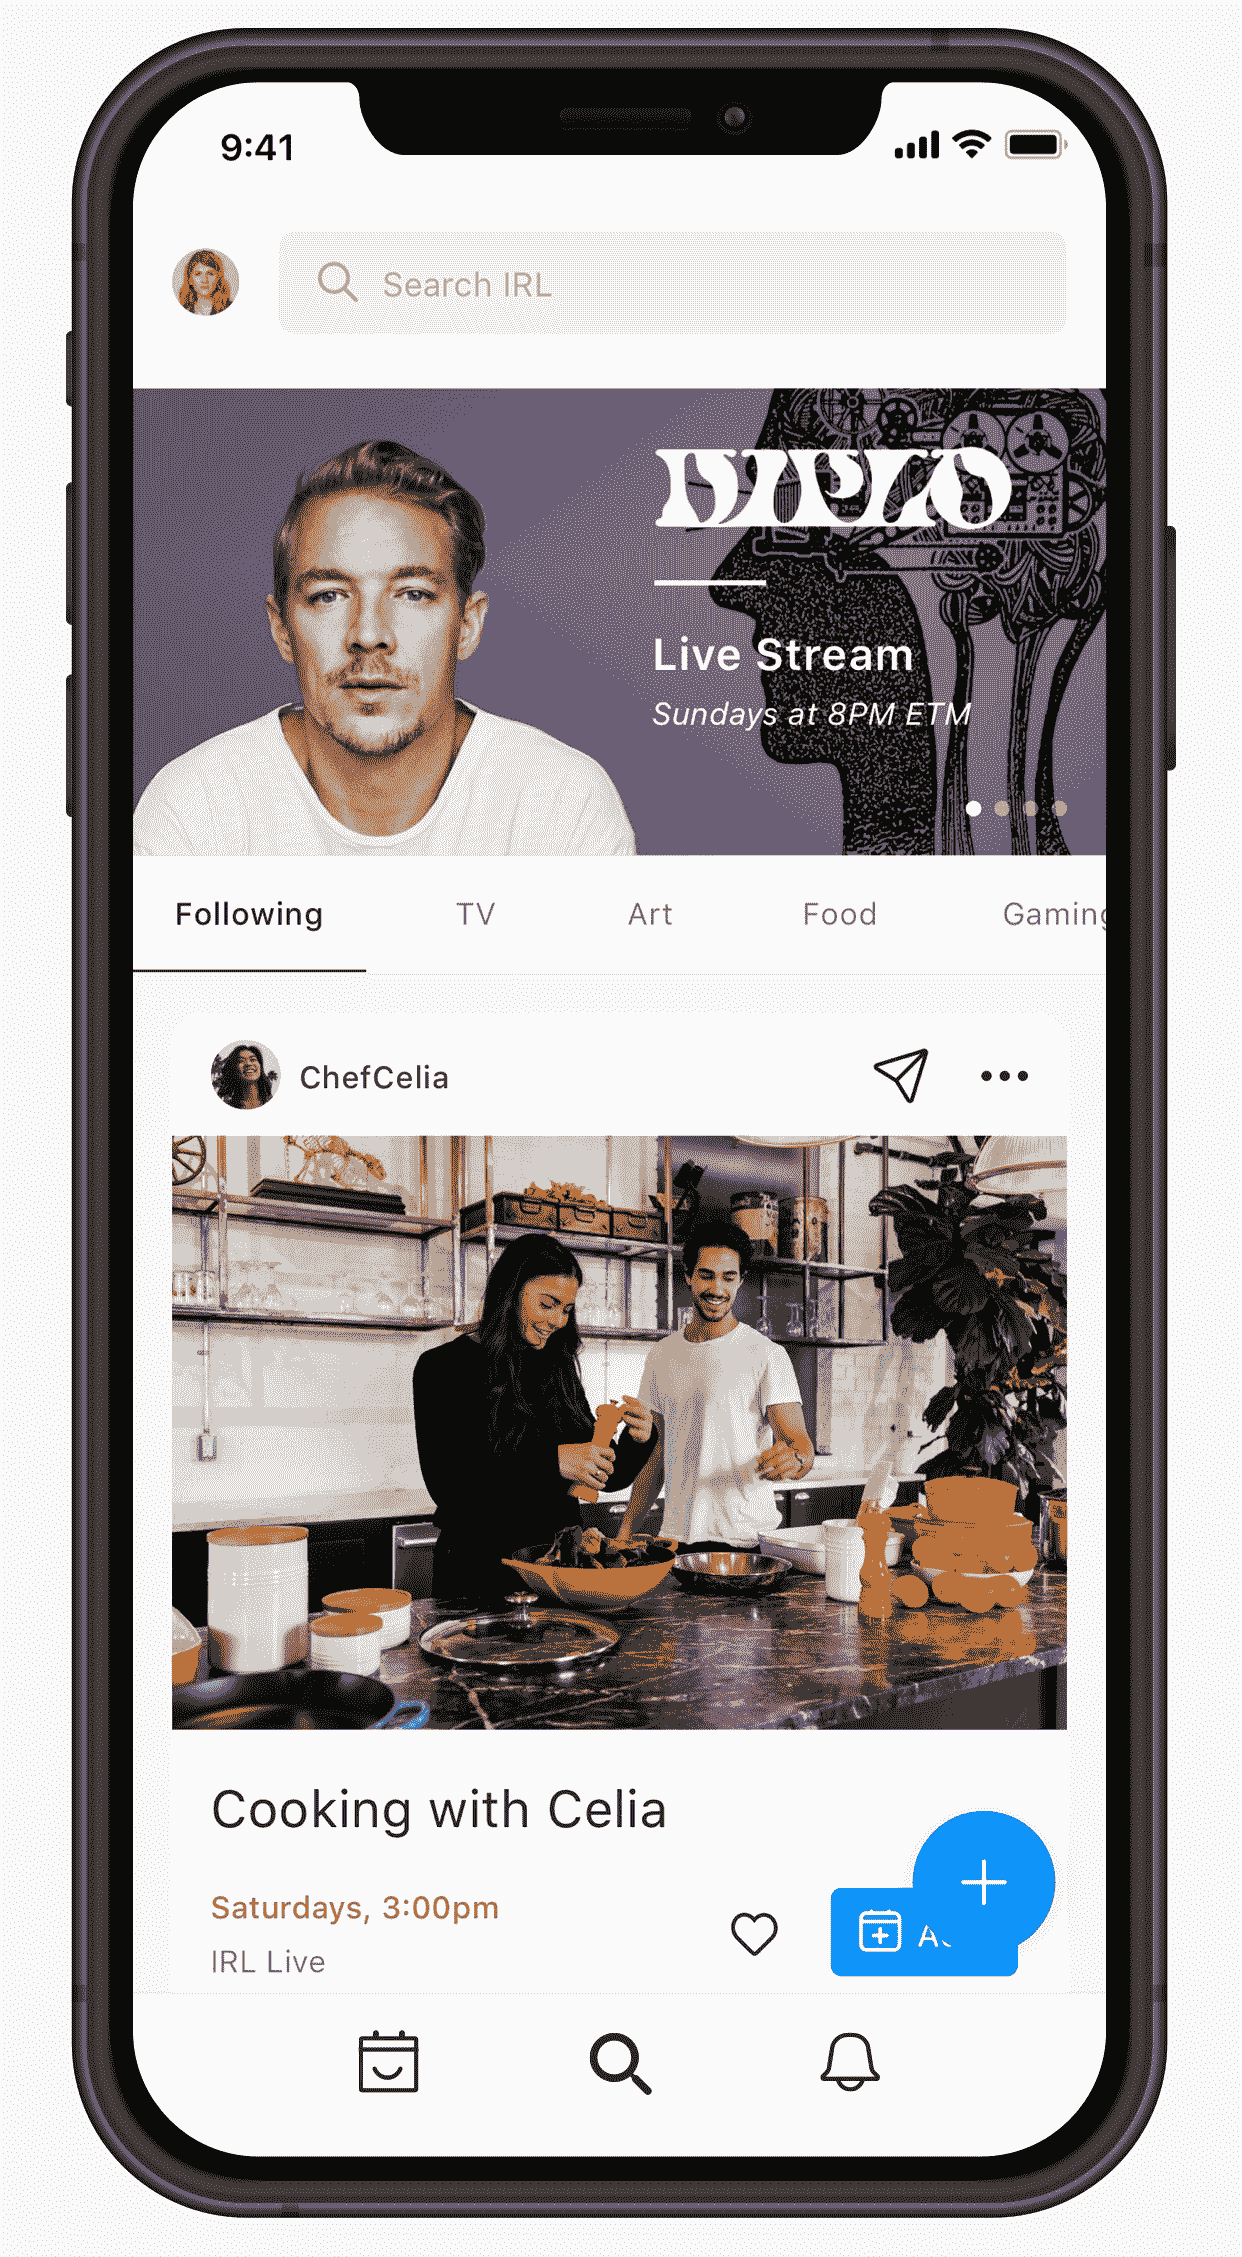 9:41
Search IRL
DIPLO
Live Stream
Sundays at 8PM ETM
Following TV Art Food Gaming
ChefCelia
Cooking with Celia
Saturdays, 3:00pm
IRL Live